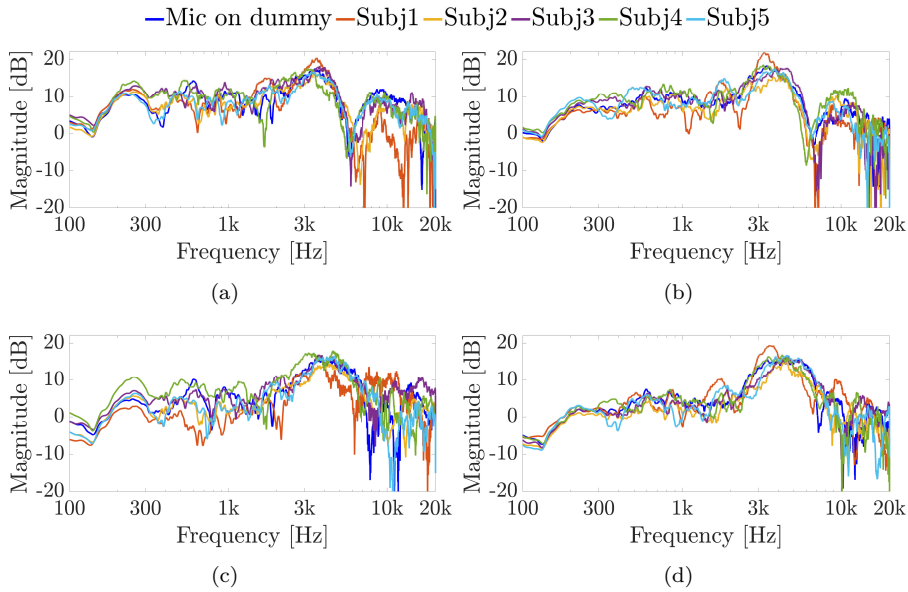 Mic on dummy Subj1 Subj2 Subj3 Subj4 Subj5
Magnitude [dB]
20
10
0
-10
-20
100 300 1k 3k 10k 20k
Frequency [Hz]
(a)
Magnitude [dB]
20
10
0
-10
-20
100 300 1k 3k 10k 20k
Frequency [Hz]
(b)
Magnitude [dB]
20
10
0
-10
-20
100 300 1k 3k 10k 20k
Frequency [Hz]
(c)
Magnitude [dB]
20
10
0
-10
-20
100 300 1k 3k 10k 20k
Frequency [Hz]
(d)